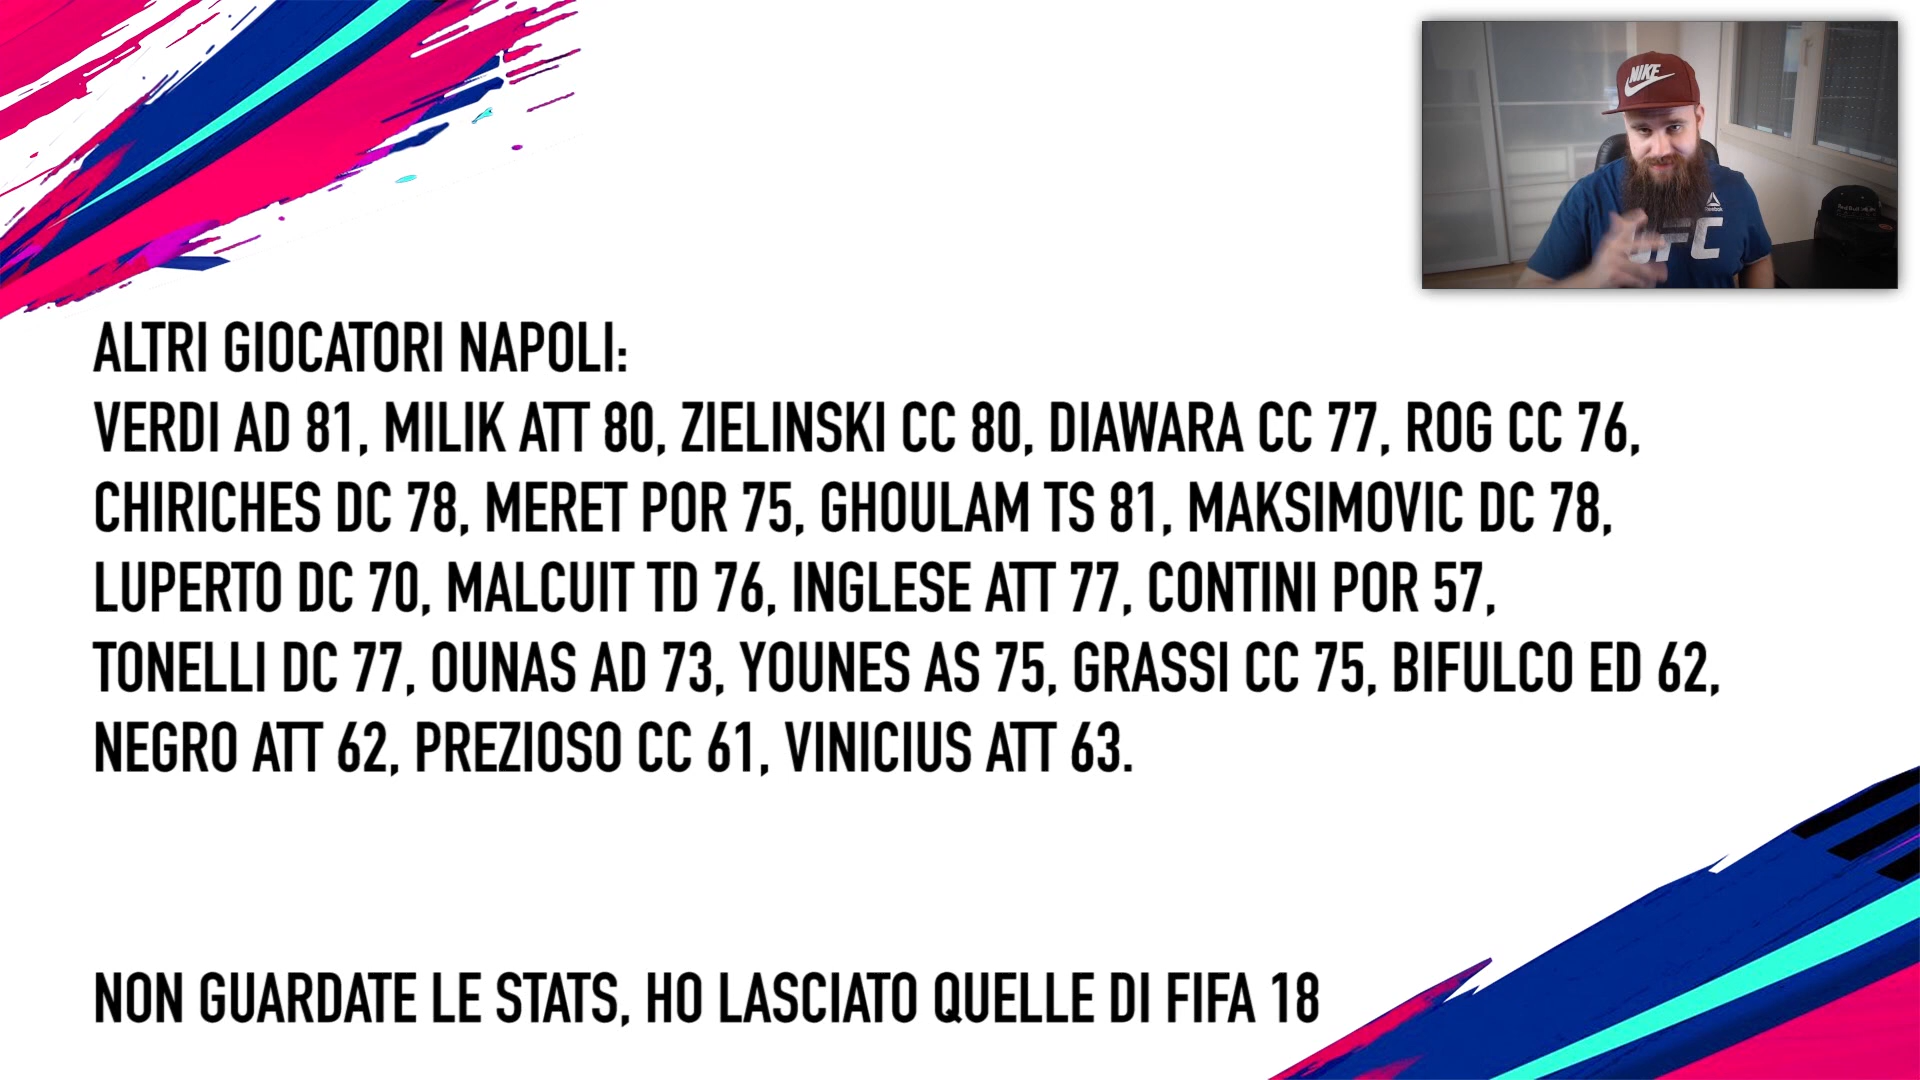 NIKE
Reebok
UFC
ALTRI GIOCATORI NAPOLI:
VERDI AD 81, MILIK ATT 80, ZIELINSKI CC 80, DIAWARA CC 77, ROG CC 76,
CHIRICHES DC 78, MERET POR 75, GHOULAM TS 81, MAKSIMOVIC DC 78,
LUPERTO DC 70, MALCUIT TD 76, INGLESE ATT 77, CONTINI POR 57,
TONELLI DC 77, OUNAS AD 73, YOUNES AS 75, GRASSI CC 75, BIFULCO ED 62,
NEGRO ATT 62, PREZIOSO CC 61, VINICIUS ATT 63.
NON GUARDATE LE STATS, HO LASCIATO QUELLE DI FIFA 18